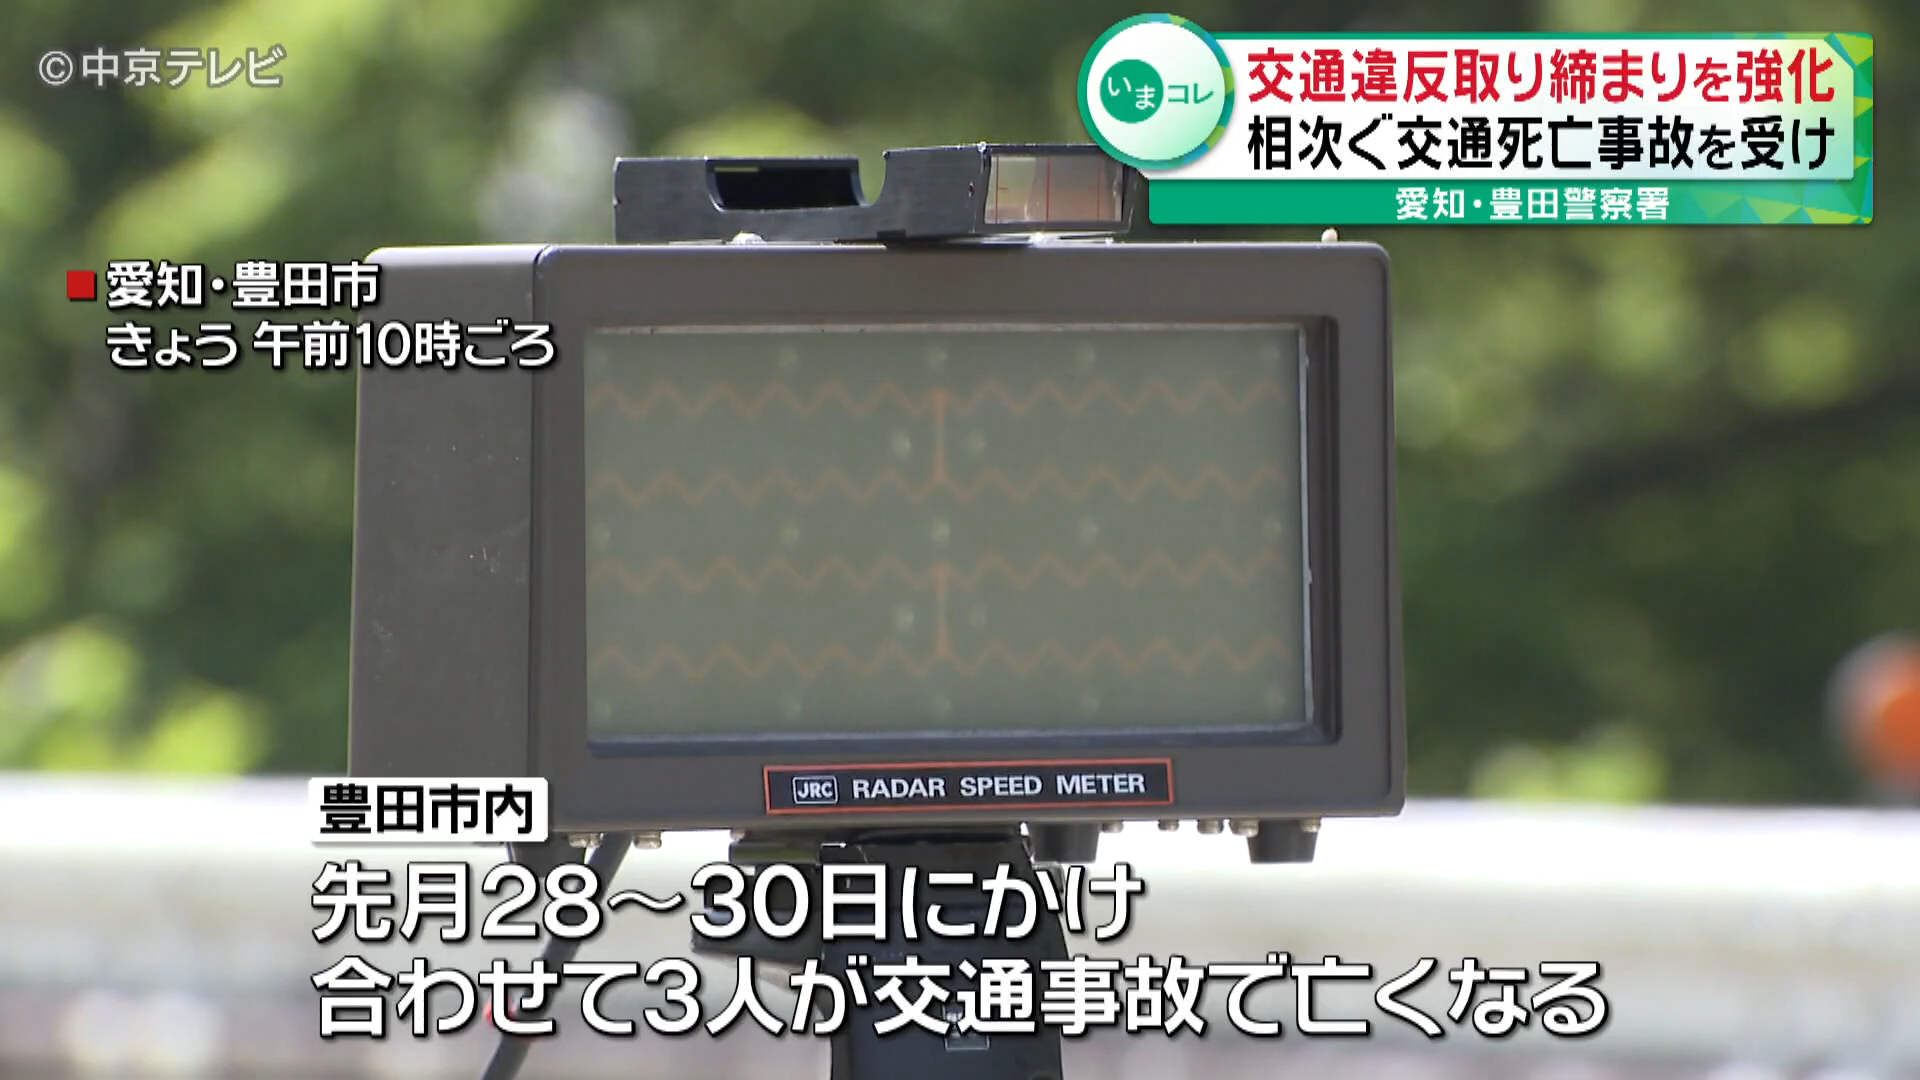 ©中京テレビ
いまコレ
交通違反取り締まりを強化
相次ぐ交通死亡事故を受け
愛知・豊田警察署
愛知・豊田市
きょう 午前10時ごろ
JRC RADAR SPEED METER
豊田市内
先月28〜30日にかけ
合わせて3人が交通事故で亡くなる